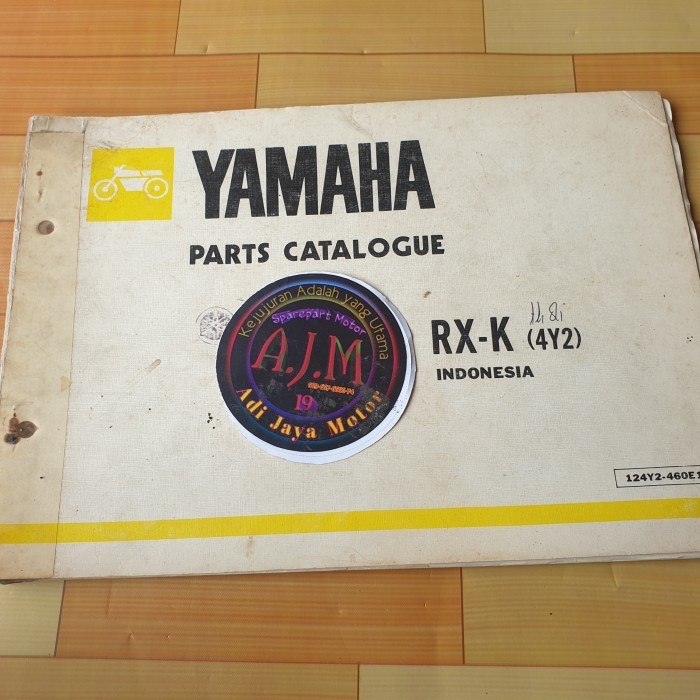 YAMAHA
PARTS CATALOGUE
Kejujuran Adalah Yang Utama
Sparepart Motor
A.J.M
19
Adi Jaya Motor
RX-K (4Y2)
INDONESIA
124Y2-460E1